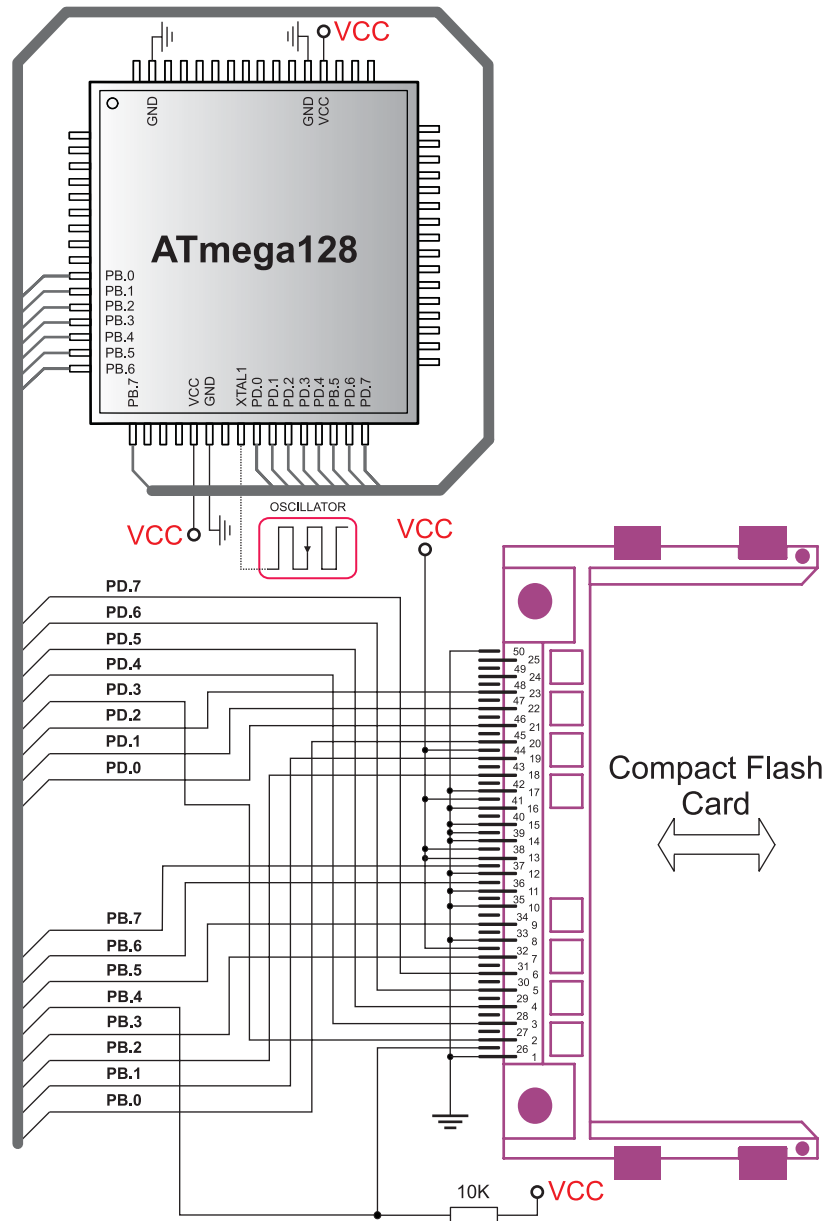 VCC
GND
GND
VCC
ATmega128
PB.0
PB.1
PB.2
PB.3
PB.4
PB.5
PB.6
PB.7
VCC
GND
XTAL1
PD.0
PD.1
PD.2
PD.3
PD.4
PB.5
PD.6
PD.7
VCC
OSCILLATOR
VCC
PD.7
PD.6
PD.5
PD.4
PD.3
PD.2
PD.1
PD.0
PB.7
PB.6
PB.5
PB.4
PB.3
PB.2
PB.1
PB.0
50
25
49
24
48
23
47
22
46
21
45
20
44
19
43
18
42
17
41
16
40
15
39
14
38
13
37
12
36
11
35
10
34
9
33
8
32
7
31
6
30
5
29
4
28
3
27
2
26
1
Compact Flash
Card
10K
VCC